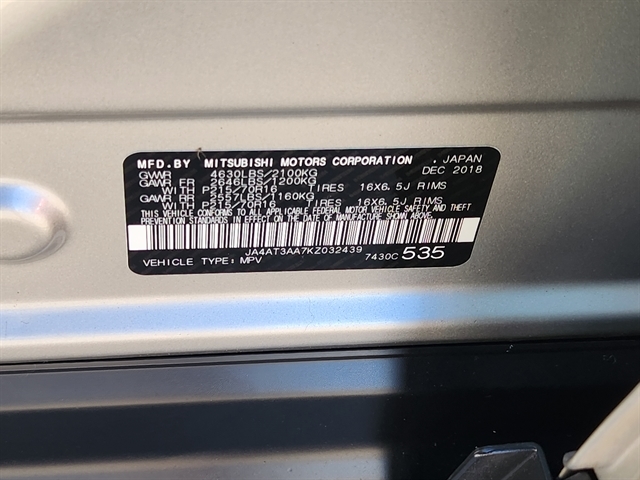 MFD.BY MITSUBISHI MOTORS CORPORATION . JAPAN
GVWR 4630LBS/2100KG DEC 2018
GAWR FR 2646LBS/1200KG
WITH P215/70R16 TIRES 16X6.5J RIMS
GAWR RR 2557LBS/1160KG
WITH P215/70R16 TIRES 16X6.5J RIMS
THIS VEHICLE CONFORMS TO ALL APPLICABLE FEDERAL MOTOR VEHICLE SAFETY AND THEFT
PREVENTION STANDARDS IN EFFECT ON THE DATE OF MANUFACTURE SHOWN ABOVE.
JA4AT3AA7KZ032439
VEHICLE TYPE: MPV 7430C 535